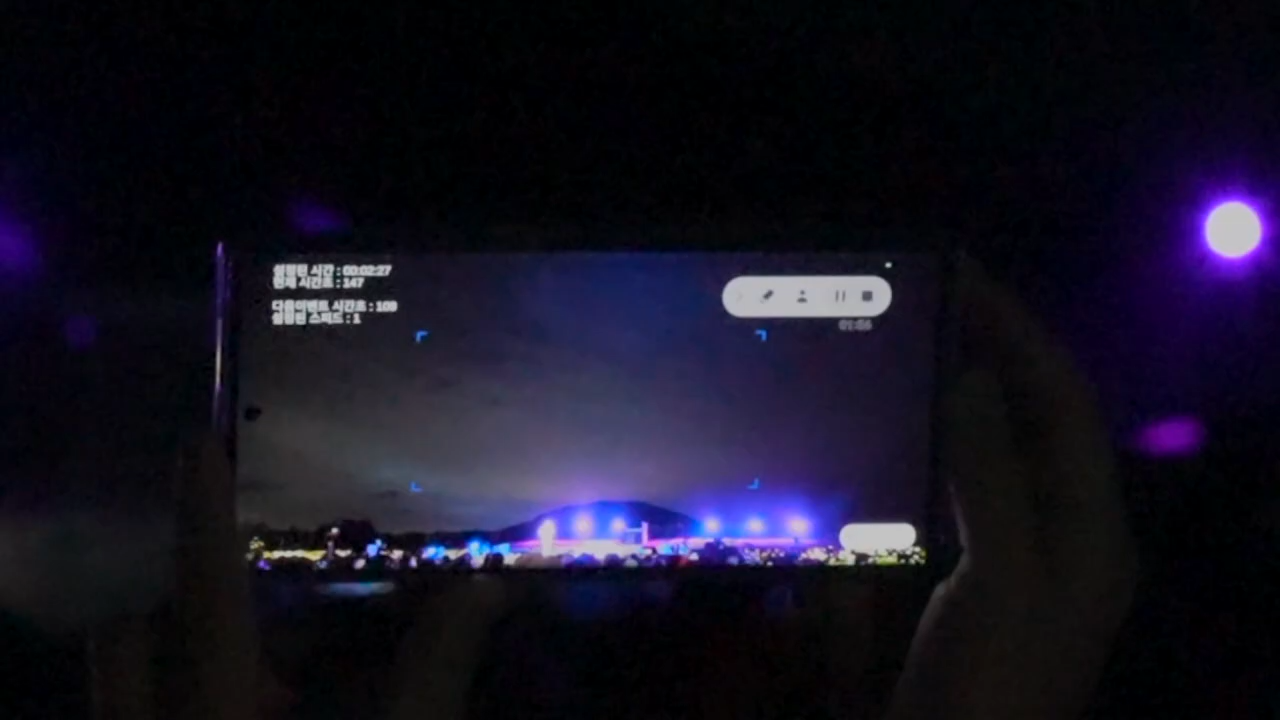 설정된 시간 : 00:02:27
현재 시간초 : 147
다음이벤트 시간초 : 109
설정된 스피드 : 1
01:56